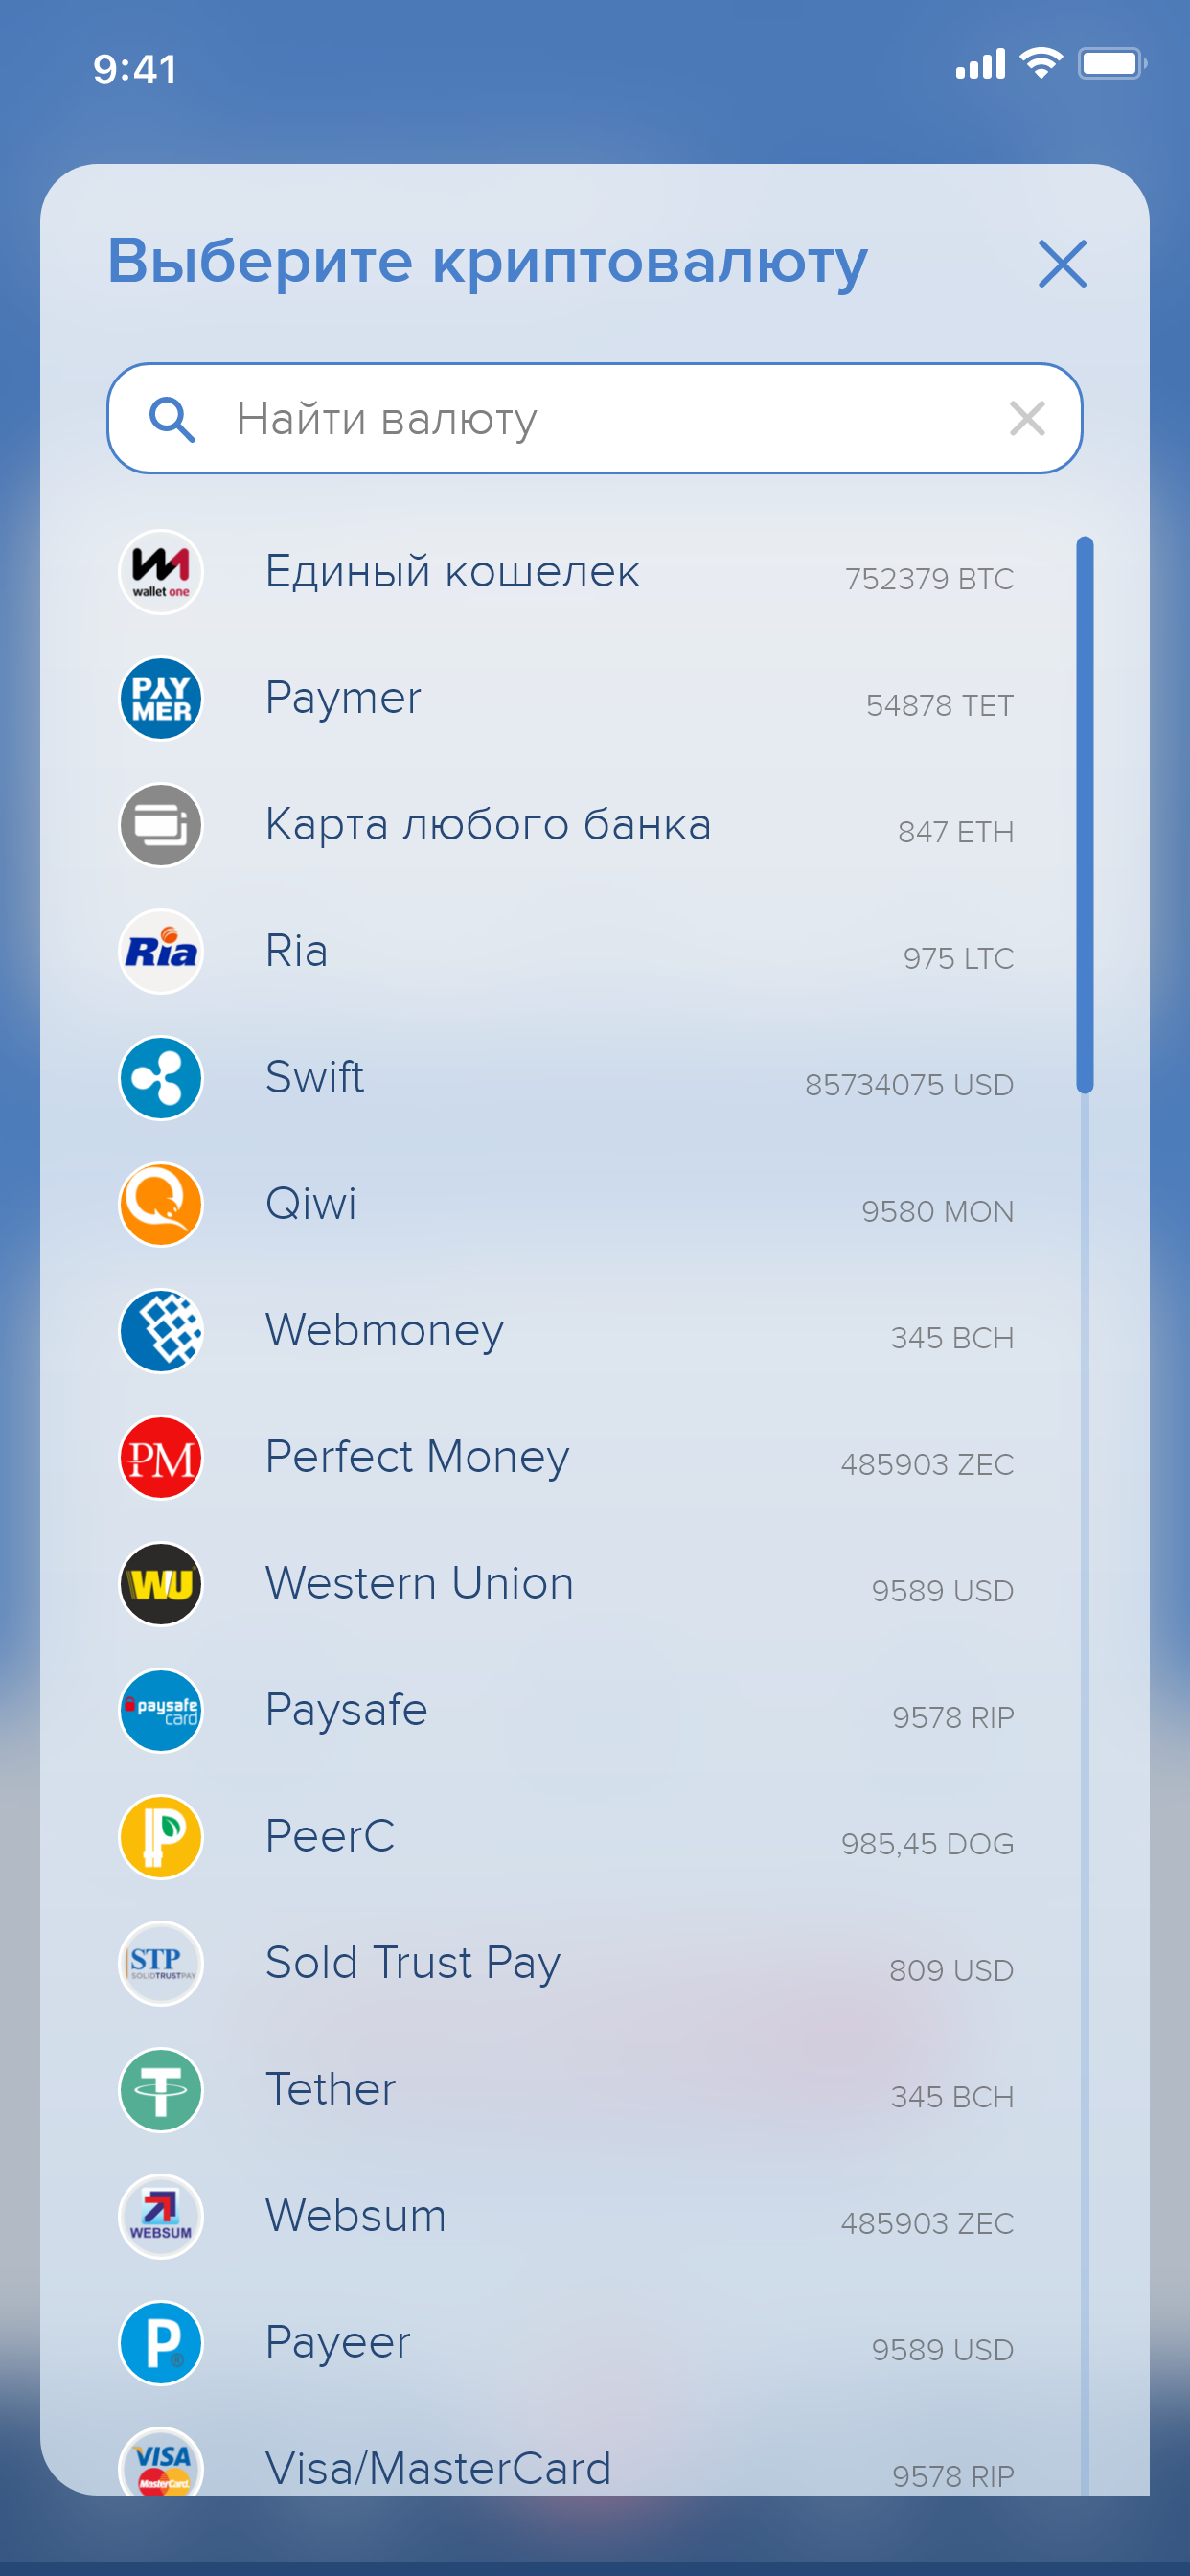 9:41
Выберите криптовалюту
Найти валюту
wallet one
Единый кошелек
752379 BTC
PAY
MER
Paymer
54878 TET
Карта любого банка
847 ETH
Ria
Ria
975 LTC
Swift
85734075 USD
Qiwi
9580 MON
Webmoney
345 BCH
PM
Perfect Money
485903 ZEC
WU
Western Union
9589 USD
paysafe
card
Paysafe
9578 RIP
P
PeerC
985,45 DOG
STP
SOLIDTRUSTPAY
Sold Trust Pay
809 USD
Tether
345 BCH
WEBSUM
Websum
485903 ZEC
P®
Payeer
9589 USD
VISA
MasterCard.
Visa/MasterCard
9578 RIP